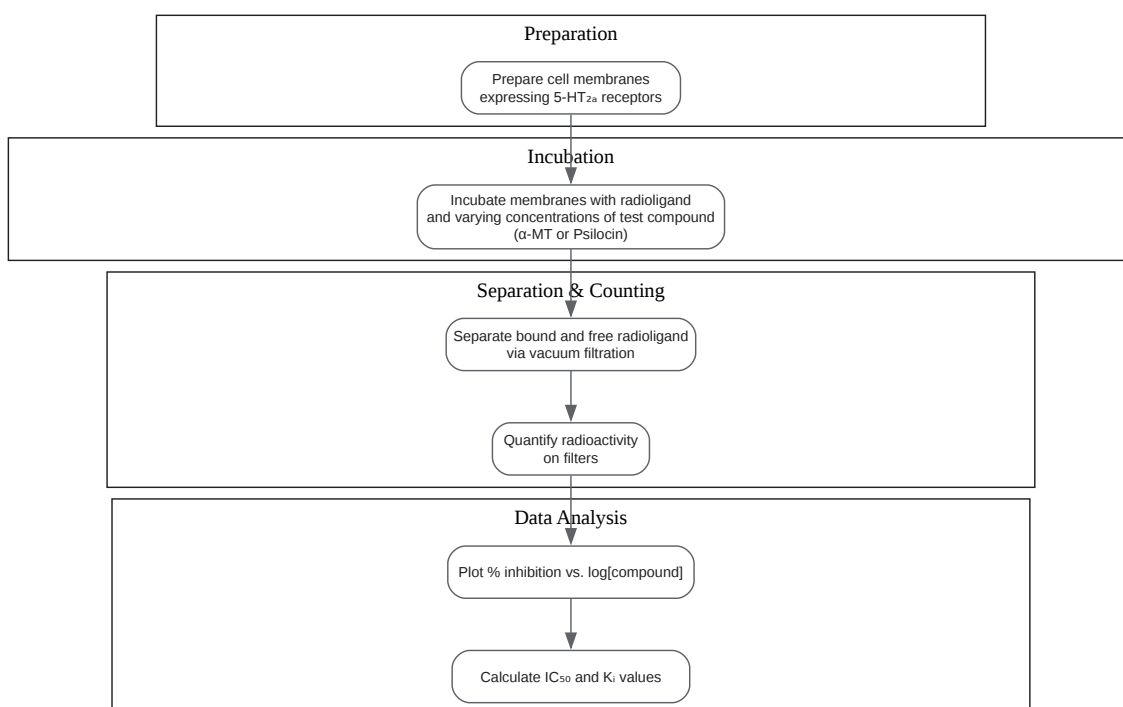 Preparation
Prepare cell membranes
expressing 5-HT₂ₐ receptors
Incubation
Incubate membranes with radioligand
and varying concentrations of test compound
(α-MT or Psilocin)
Separation & Counting
Separate bound and free radioligand
via vacuum filtration
Quantify radioactivity
on filters
Data Analysis
Plot % inhibition vs. log[compound]
Calculate IC₅₀ and Kᵢ values